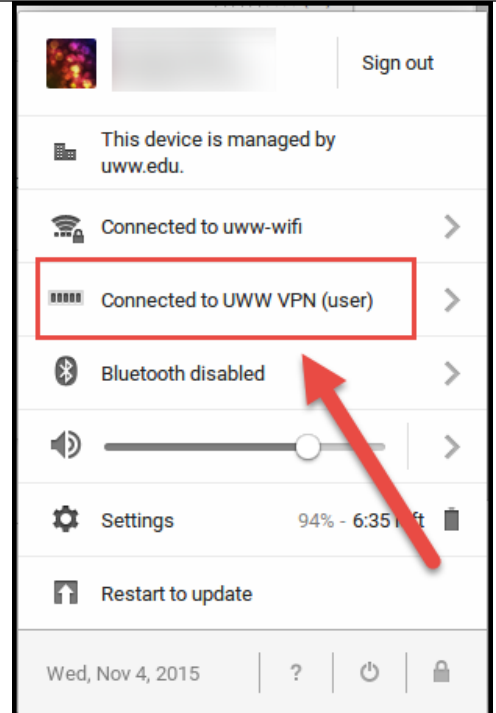 Sign out
This device is managed by
uww.edu.
Connected to uww-wifi
Connected to UWW VPN (user)
Bluetooth disabled
Settings 94% - 6:35 left
Restart to update
Wed, Nov 4, 2015 ?